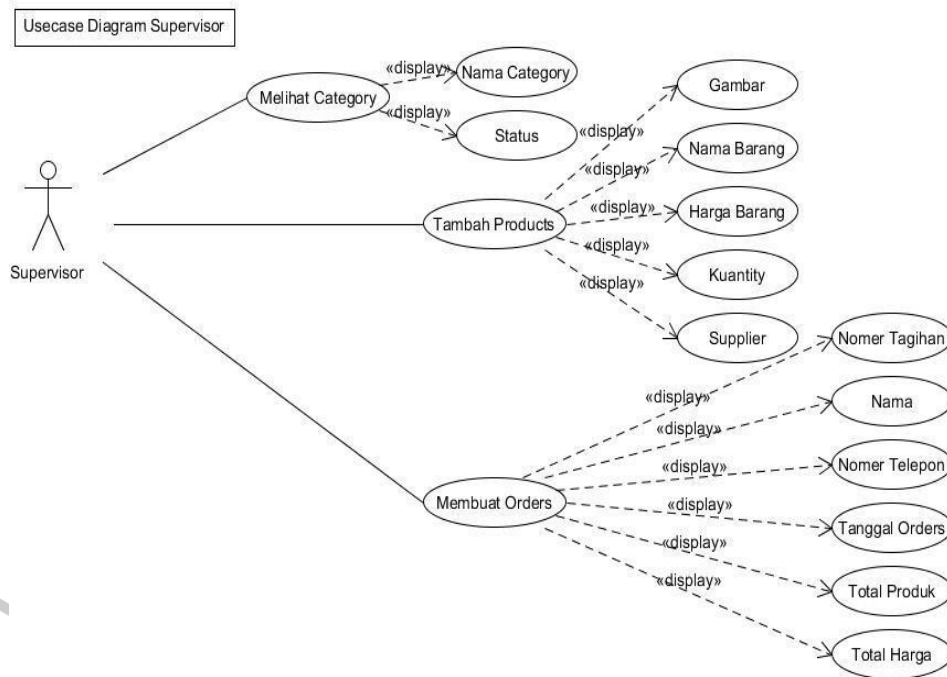 Usecase Diagram Supervisor
Supervisor
Melihat Category
«display»
Nama Category
«display»
Status
Tambah Products
«display»
Gambar
«display»
Nama Barang
«display»
Harga Barang
«display»
Kuantity
«display»
Supplier
Membuat Orders
«display»
Nomer Tagihan
«display»
Nama
«display»
Nomer Telepon
«display»
Tanggal Orders
«display»
Total Produk
«display»
Total Harga